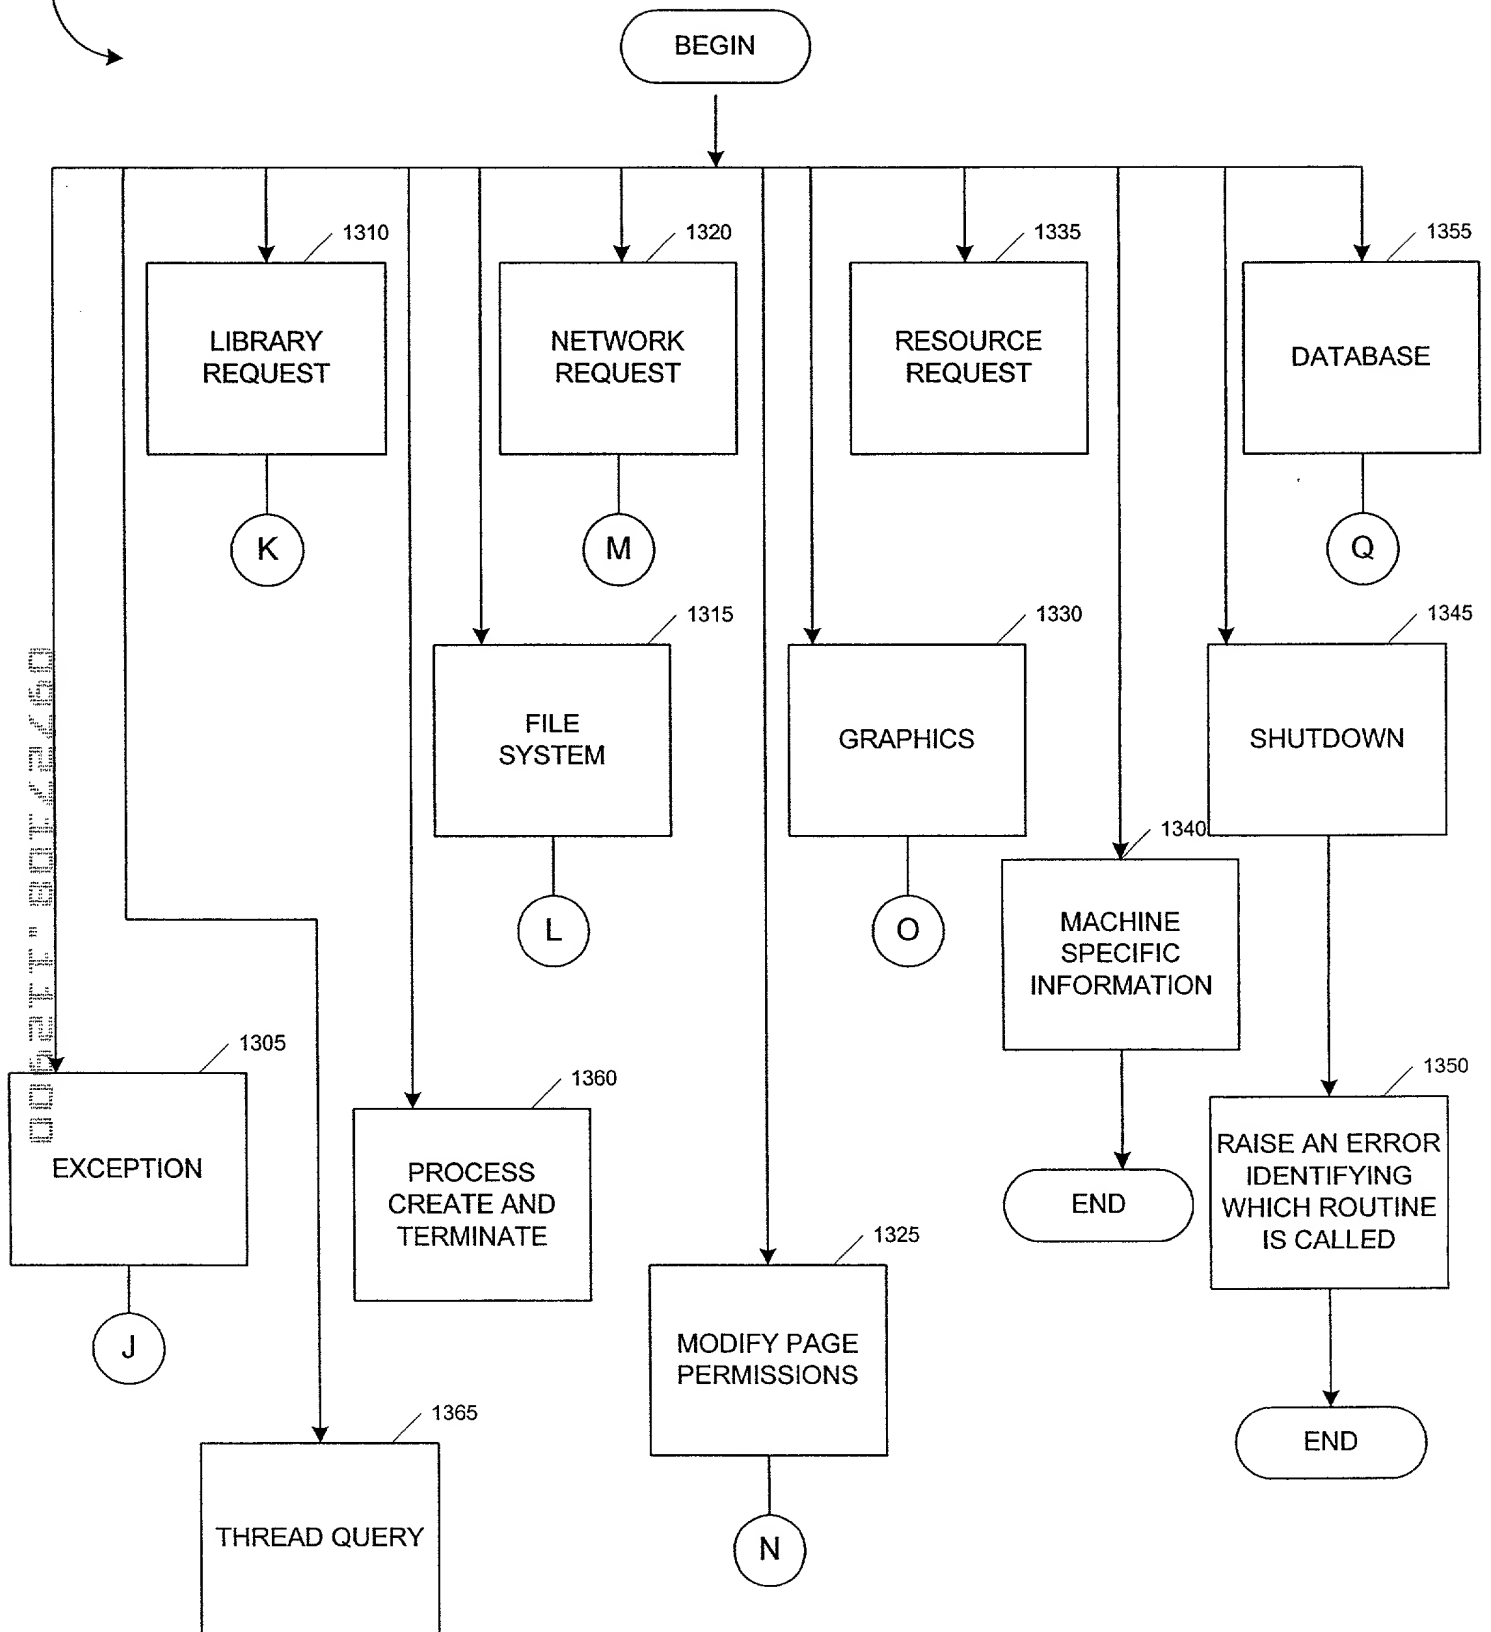 BEGIN
1310
1320
1335
1355
LIBRARY
REQUEST
NETWORK
REQUEST
RESOURCE
REQUEST
DATABASE
K
M
Q
1315
1330
1345
FILE
SYSTEM
GRAPHICS
SHUTDOWN
1340
L
O
MACHINE
SPECIFIC
INFORMATION
END
1305
1360
1350
EXCEPTION
PROCESS
CREATE AND
TERMINATE
RAISE AN ERROR
IDENTIFYING
WHICH ROUTINE
IS CALLED
J
1325
MODIFY PAGE
PERMISSIONS
END
1365
THREAD QUERY
N